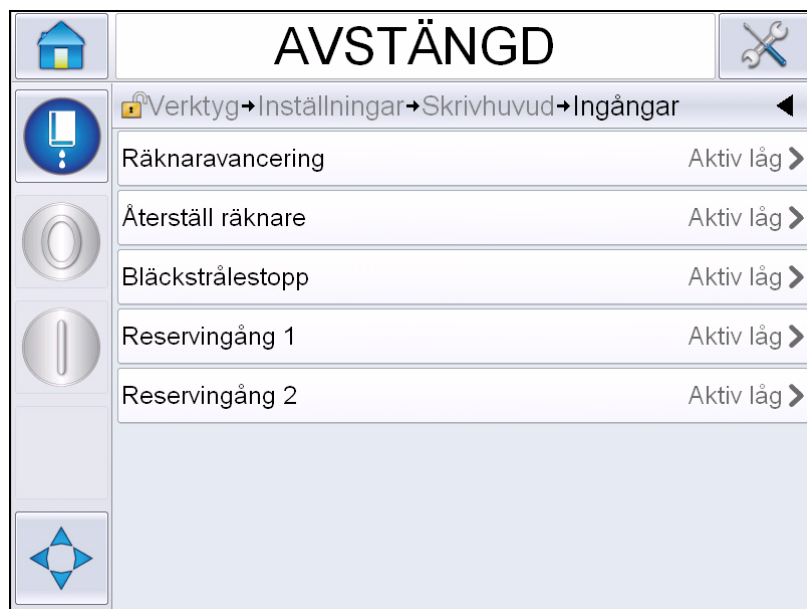 AVSTÄNGD
Verktyg→Inställningar→Skrivhuvud→Ingångar
Räknaravancering Aktiv låg
Återställ räknare Aktiv låg
Bläckstrålestopp Aktiv låg
Reservingång 1 Aktiv låg
Reservingång 2 Aktiv låg